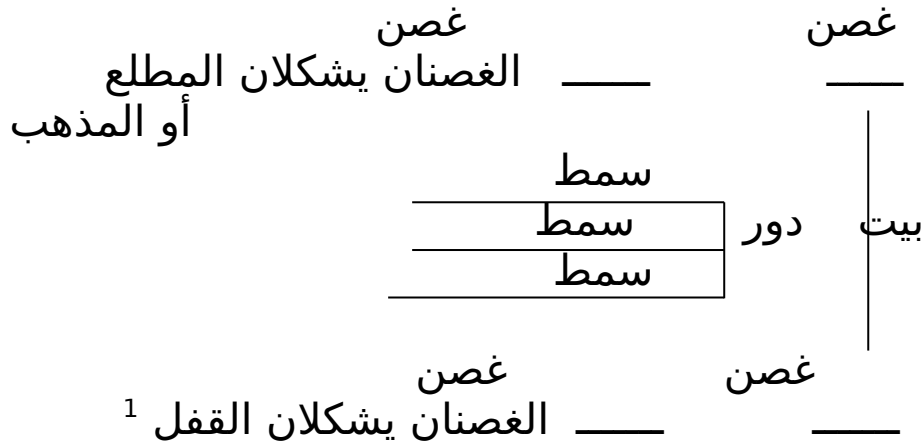 غصن غصن
الغصنان يشكلان المطلع
أو المذهب
سمط
بيت دور سمط
سمط
غصن غصن
الغصنان يشكلان القفل 1